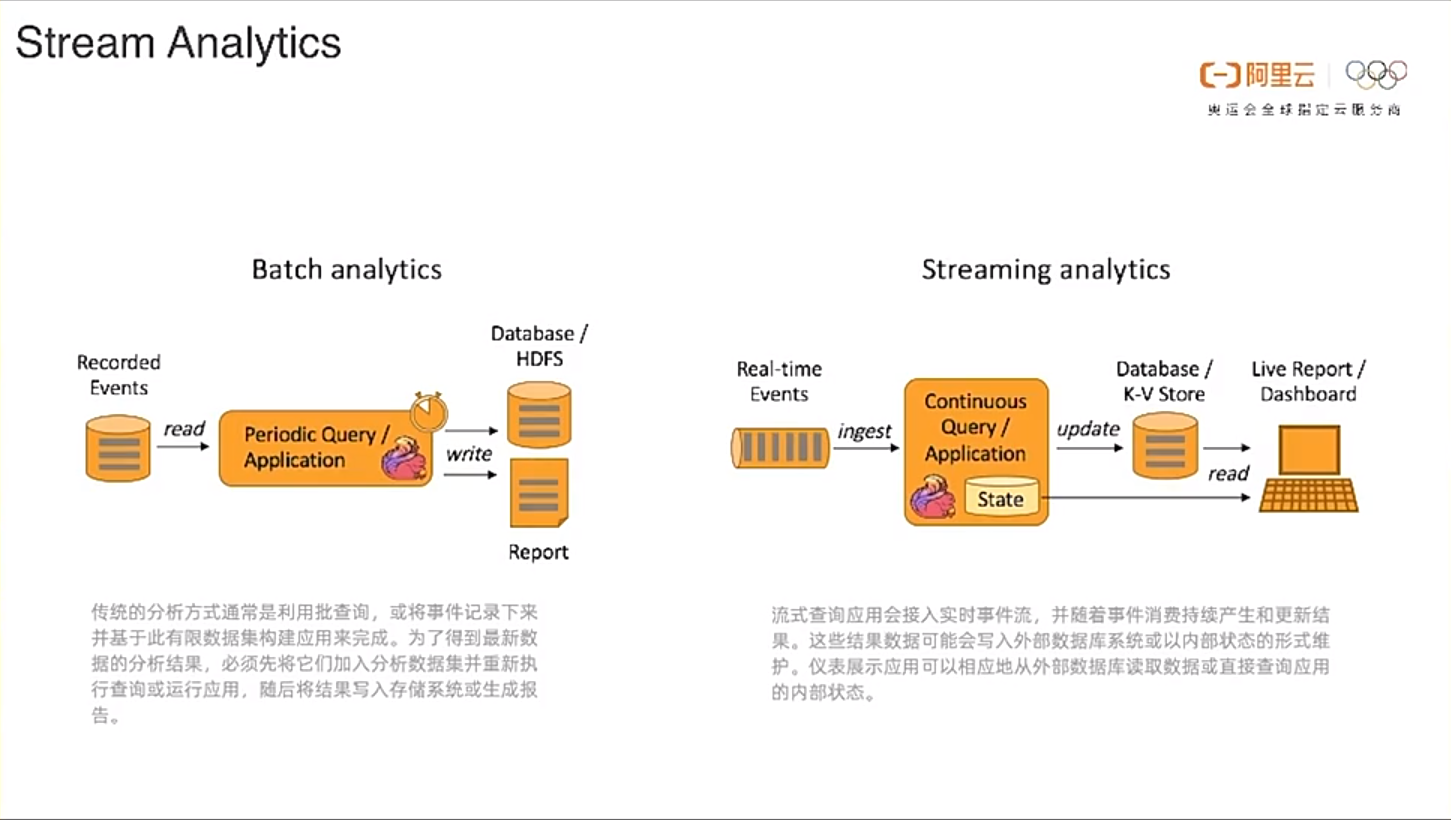 Stream Analytics
阿里云
奥运会全球指定云服务商
Batch analytics
Recorded
Events
read
Periodic Query /
Application
write
Database /
HDFS
Report
传统的分析方式通常是利用批查询，或将事件记录下来
并基于此有限数据集构建应用来完成。为了得到最新数
据的分析结果，必须先将它们加入分析数据集并重新执
行查询或运行应用，随后将结果写入存储系统或生成报
告。
Streaming analytics
Real-time
Events
ingest
Continuous
Query /
Application
State
update
Database /
K-V Store
read
Live Report /
Dashboard
流式查询应用会接入实时事件流，并随着事件消费持续产生和更新结
果。这些结果数据可能会写入外部数据库系统或以内部状态的形式维
护。仪表展示应用可以相应地从外部数据库读取数据或直接查询应用
的内部状态。